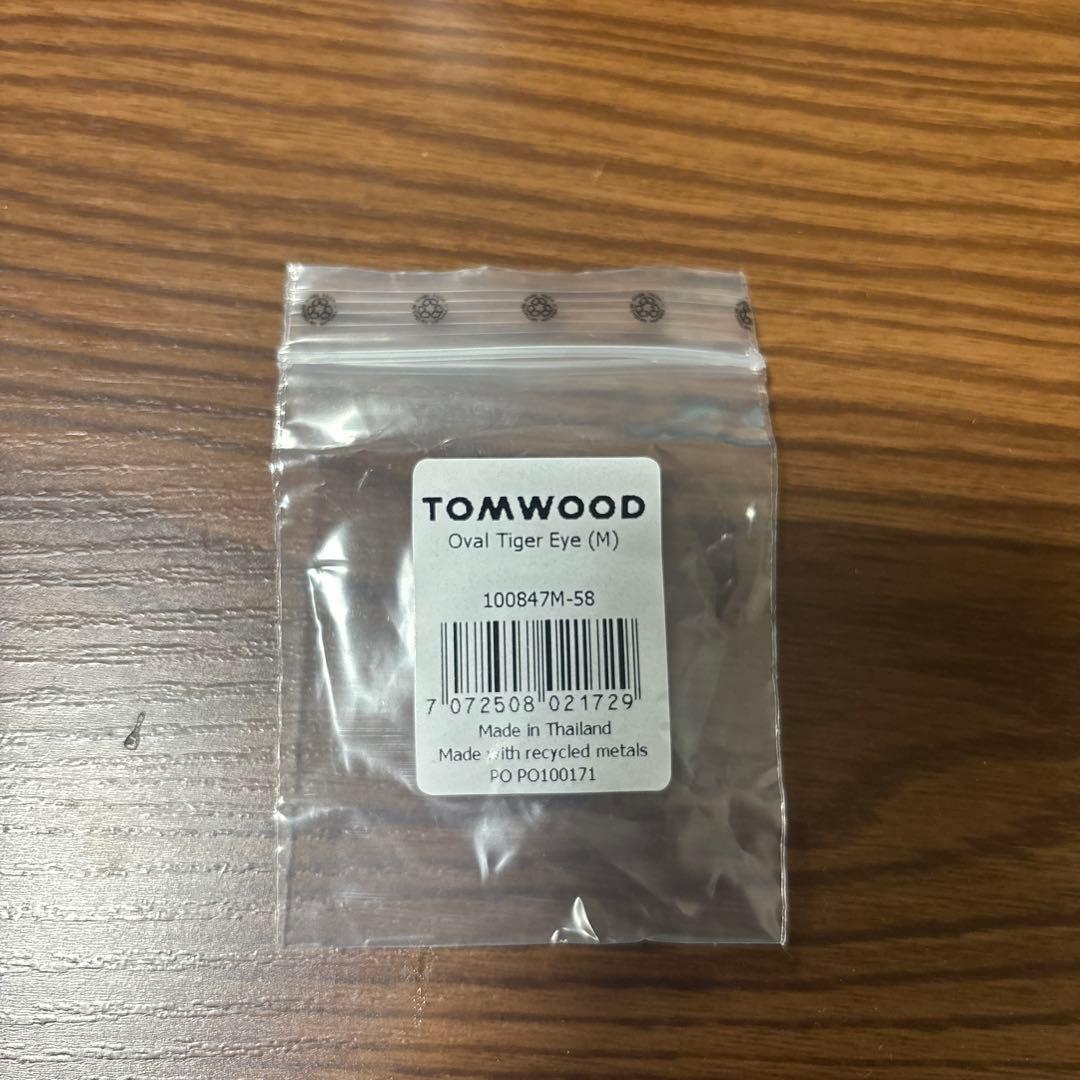 TOMWOOD
Oval Tiger Eye (M)
100847M-58
7 072508 021729
Made in Thailand
Made with recycled metals
PO PO100171